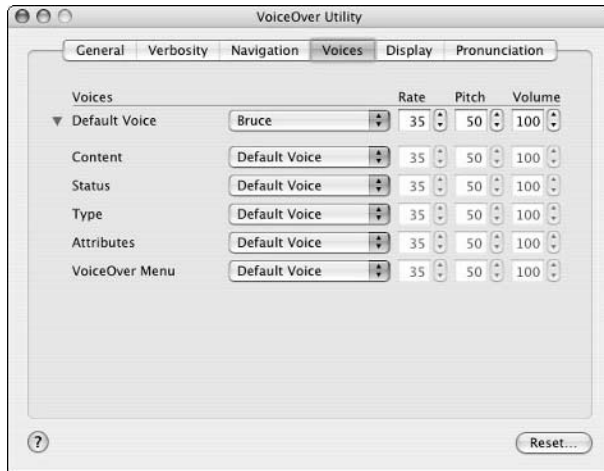 VoiceOver Utility
General Verbosity Navigation Voices Display Pronunciation
Voices Rate Pitch Volume
Default Voice Bruce 35 50 100
Content Default Voice 35 50 100
Status Default Voice 35 50 100
Type Default Voice 35 50 100
Attributes Default Voice 35 50 100
VoiceOver Menu Default Voice 35 50 100
? Reset...